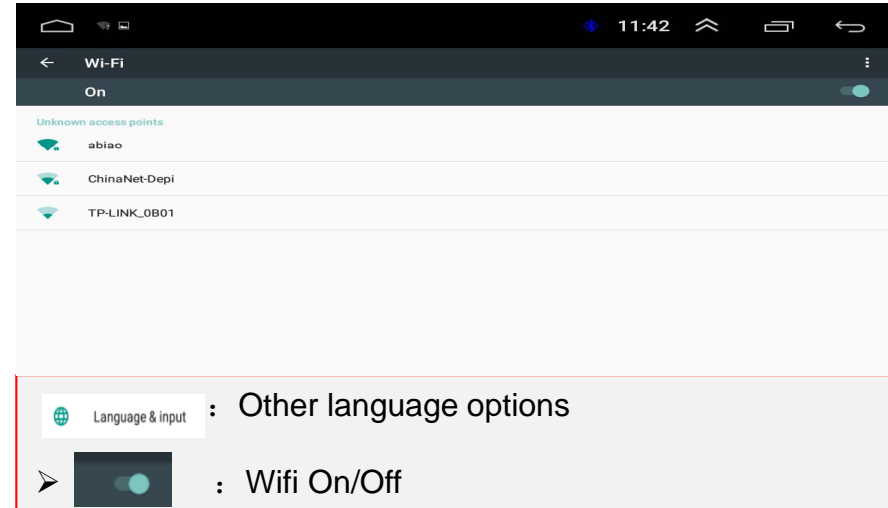 11:42
Wi-Fi
On
Unknown access points
abiao
ChinaNet-Depi
TP-LINK_0B01
Language & input ：Other language options
➢ ：Wifi On/Off